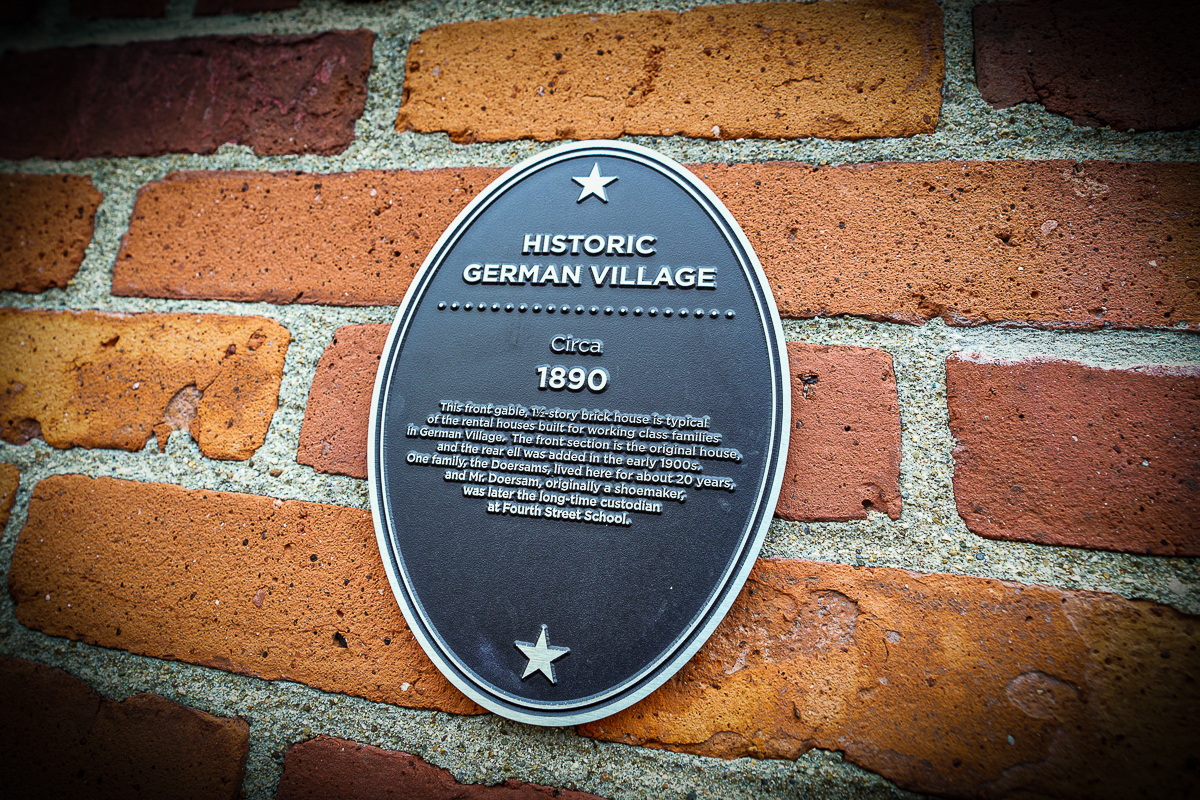 HISTORIC
GERMAN VILLAGE
Circa
1890
This front gable, 1½-story brick house is typical
of the rental houses built for working class families
in German Village. The front section is the original house,
and the rear ell was added in the early 1900s.
One family, the Doersams, lived here for about 20 years,
and Mr. Doersam, originally a shoemaker,
was later the long-time custodian
at Fourth Street School.